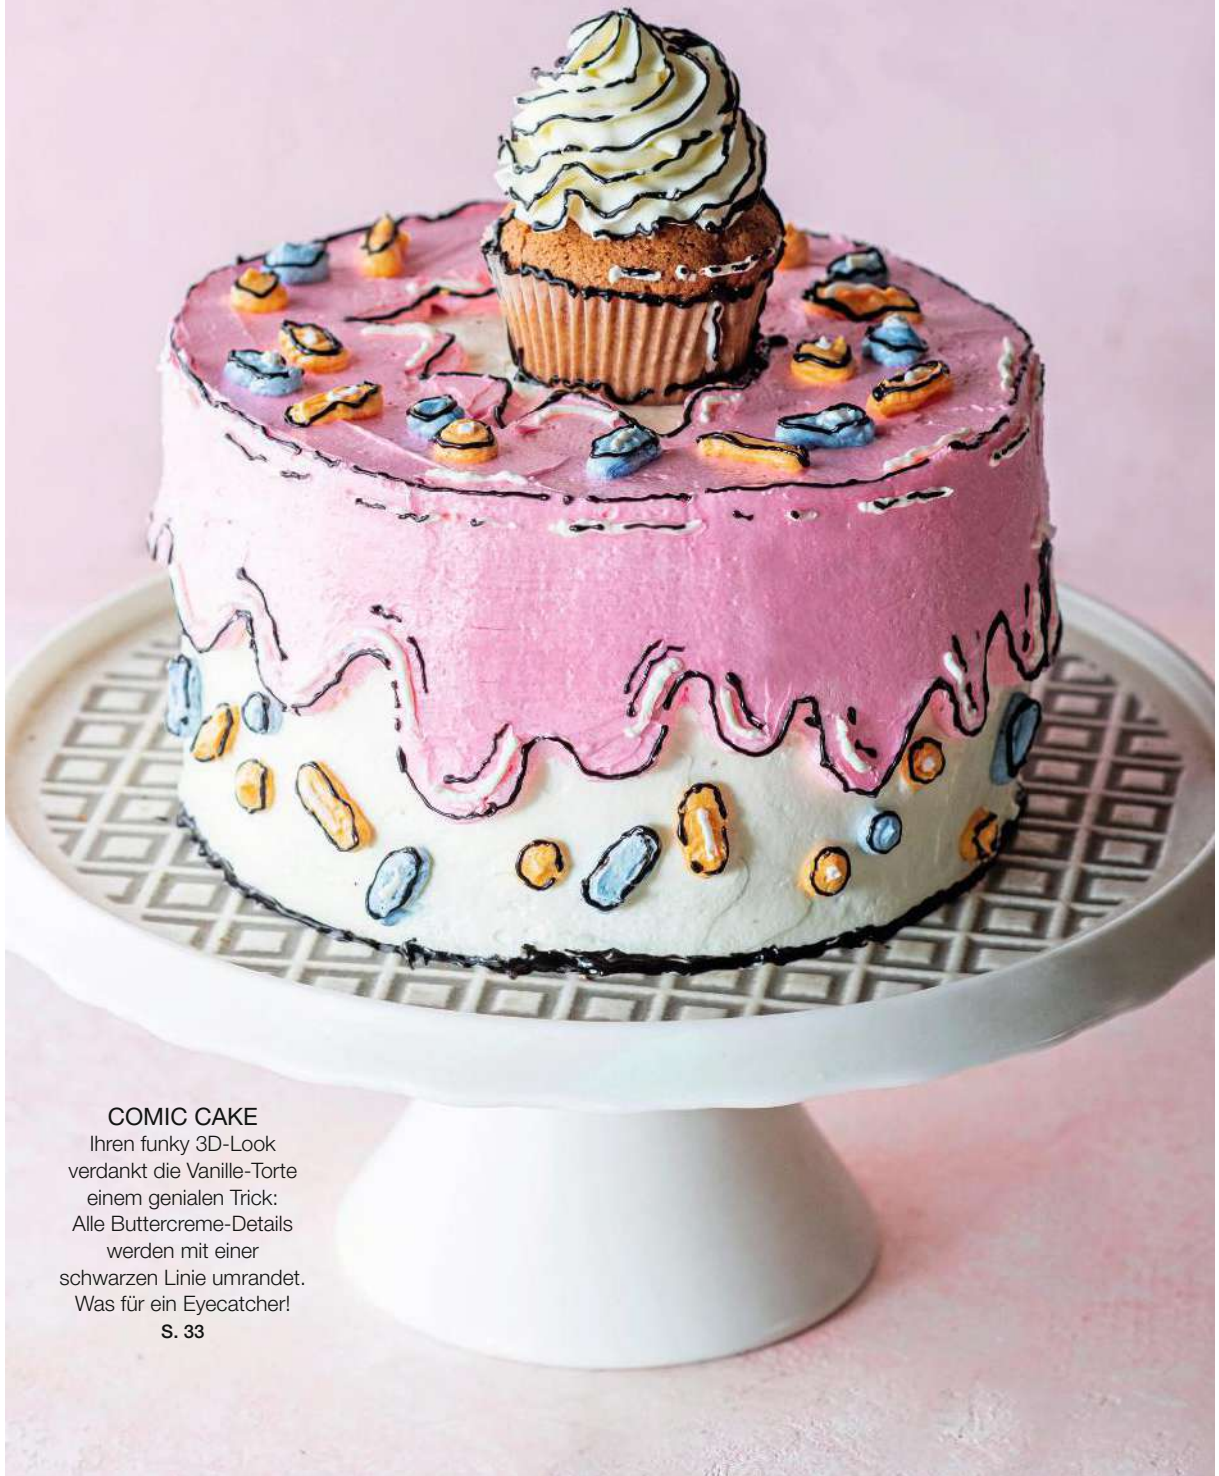 COMIC CAKE
Ihren funky 3D-Look
verdankt die Vanille-Torte
einem genialen Trick:
Alle Buttercreme-Details
werden mit einer
schwarzen Linie umrandet.
Was für ein Eyecatcher!
S. 33